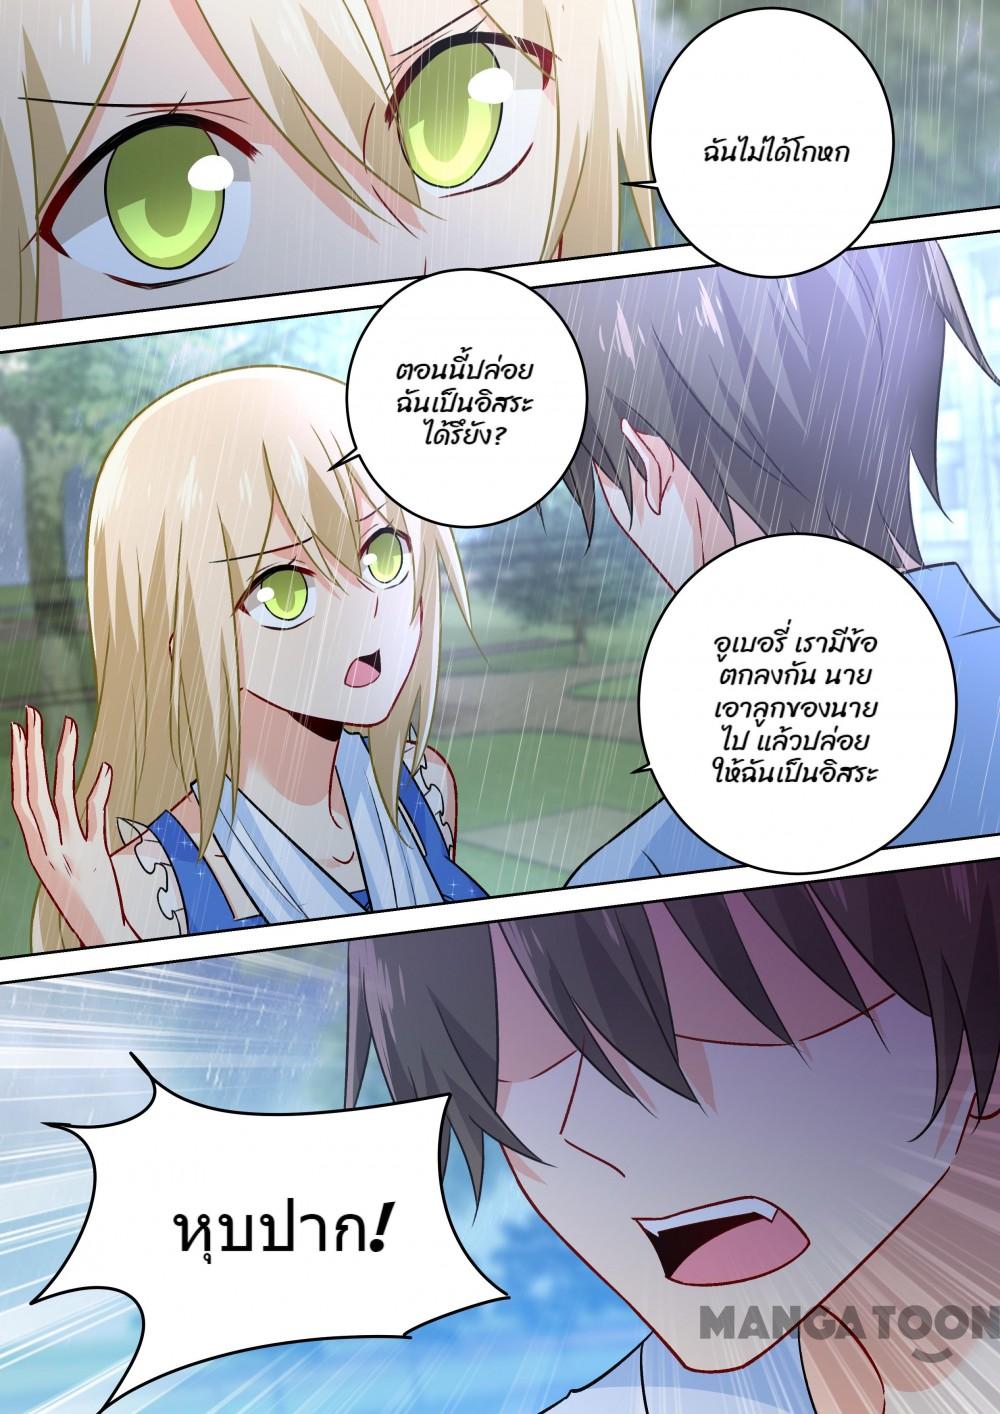 ฉันไม่ได้โกหก
ตอนนี้ปล่อย
ฉันเป็นอิสระ
ได้รึยัง?
อูเบอรี่ เรามีข้อ
ตกลงกัน นาย
เอาลูกของนาย
ไป แล้วปล่อย
ให้ฉันเป็นอิสระ
หุบปาก!
MANGATOON